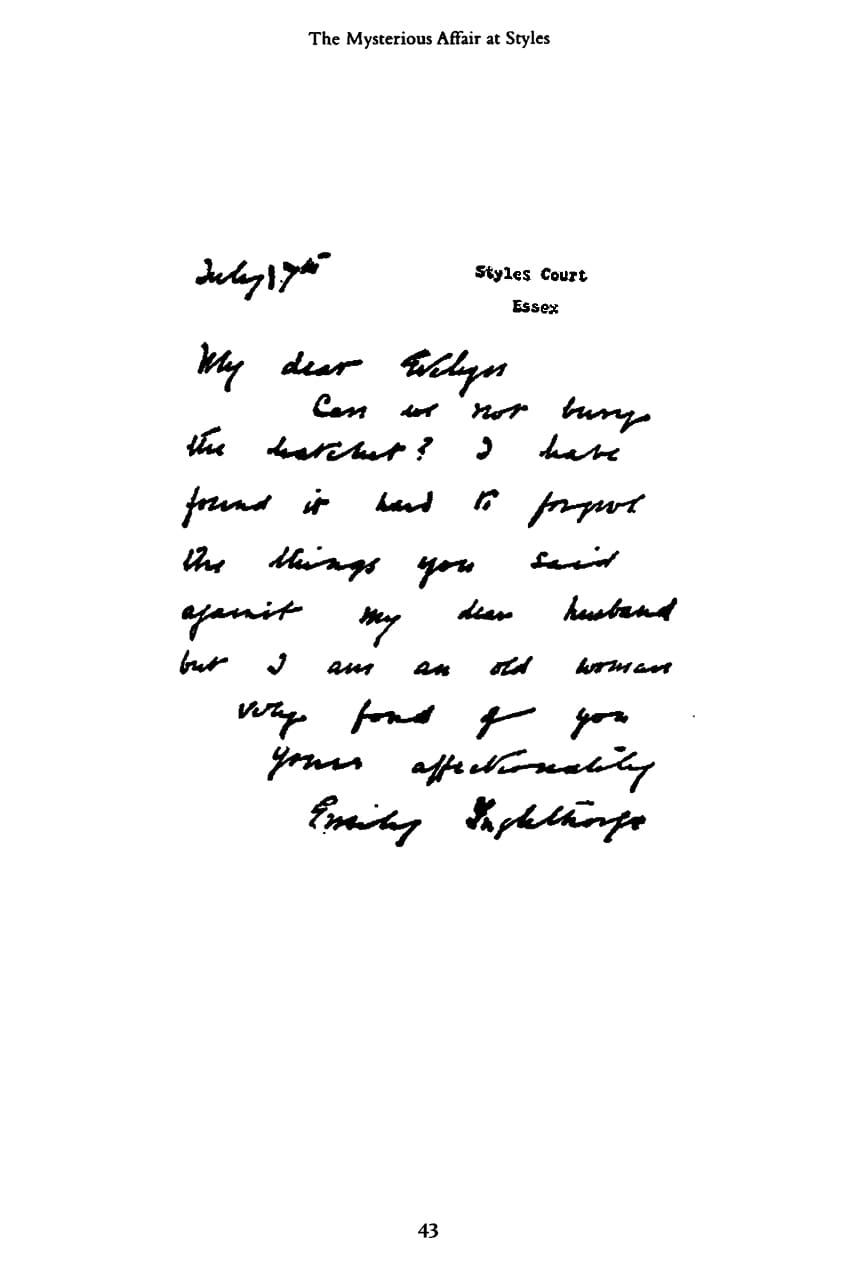 The Mysterious Affair at Styles
July 17th Styles Court
Essex
My dear Evelyn
Can we not bury
the hatchet? I have
found it hard to forgive
the things you said
against my dear husband
but I am an old woman
very fond of you
Yours affectionately
Emily Inglethorpe
43